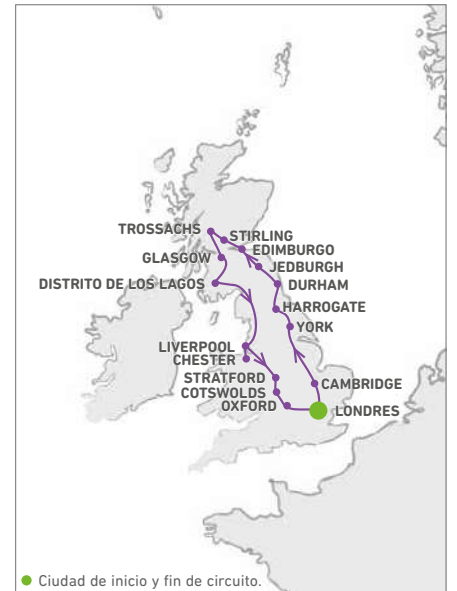 TROSSACHS
STIRLING
EDIMBURGO
GLASGOW
JEDBURGH
DISTRITO DE LOS LAGOS
DURHAM
HARROGATE
YORK
LIVERPOOL
CHESTER
STRATFORD
CAMBRIDGE
COTSWOLDS
OXFORD
LONDRES
Ciudad de inicio y fin de circuito.